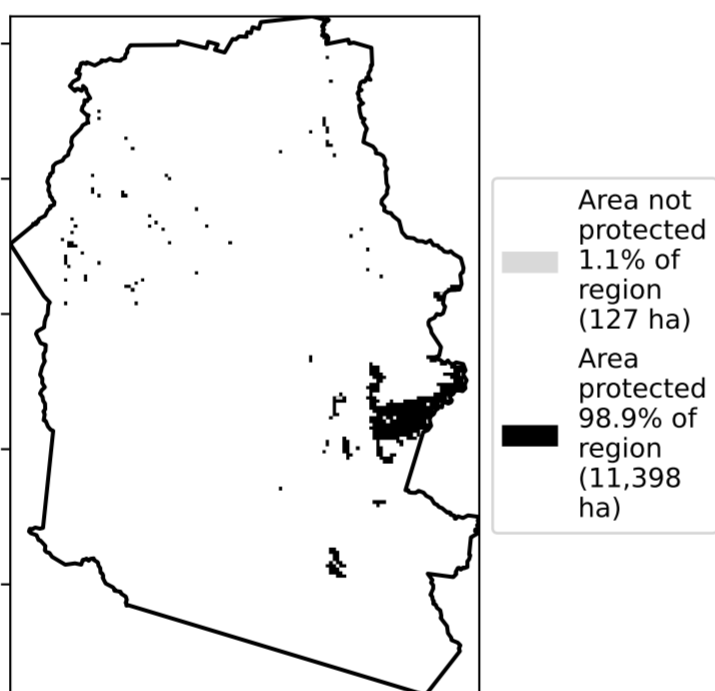 Area not
protected
1.1% of
region
(127 ha)
Area
protected
98.9% of
region
(11,398
ha)